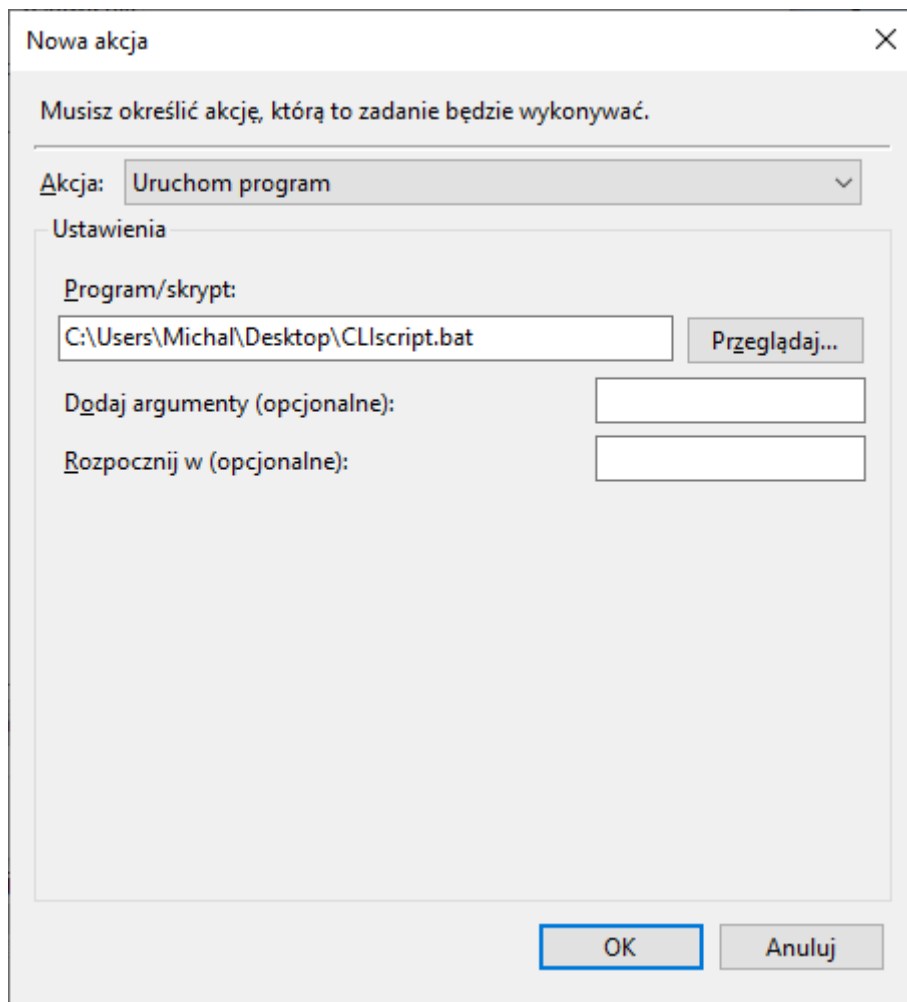 Nowa akcja
Musisz określić akcję, którą to zadanie będzie wykonywać.
Akcja: Uruchom program
Ustawienia
Program/skrypt:
C:\Users\Michal\Desktop\CLIscript.bat Przeglądaj...
Dodaj argumenty (opcjonalne):
Rozpocznij w (opcjonalne):
OK Anuluj